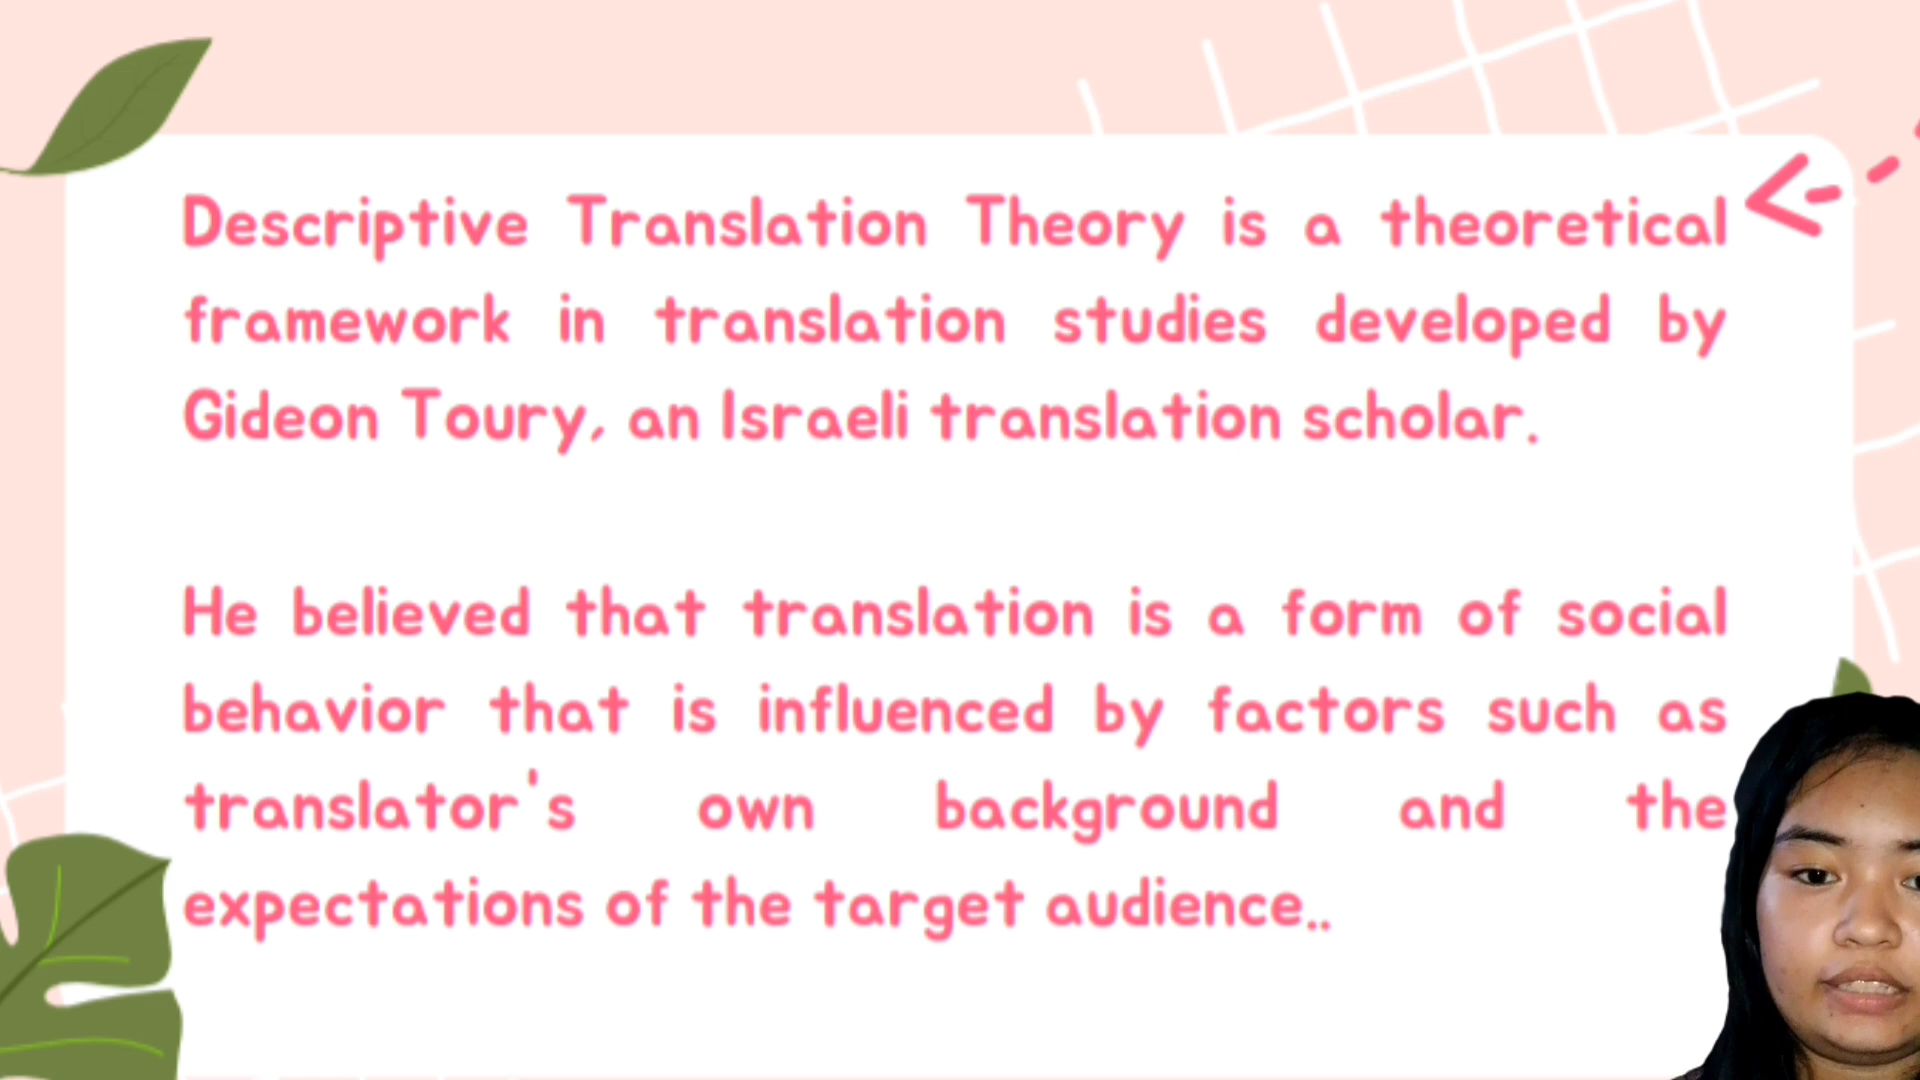 Descriptive Translation Theory is a theoretical
framework in translation studies developed by
Gideon Toury, an Israeli translation scholar.
He believed that translation is a form of social
behavior that is influenced by factors such as
translator's own background and the
expectations of the target audience..